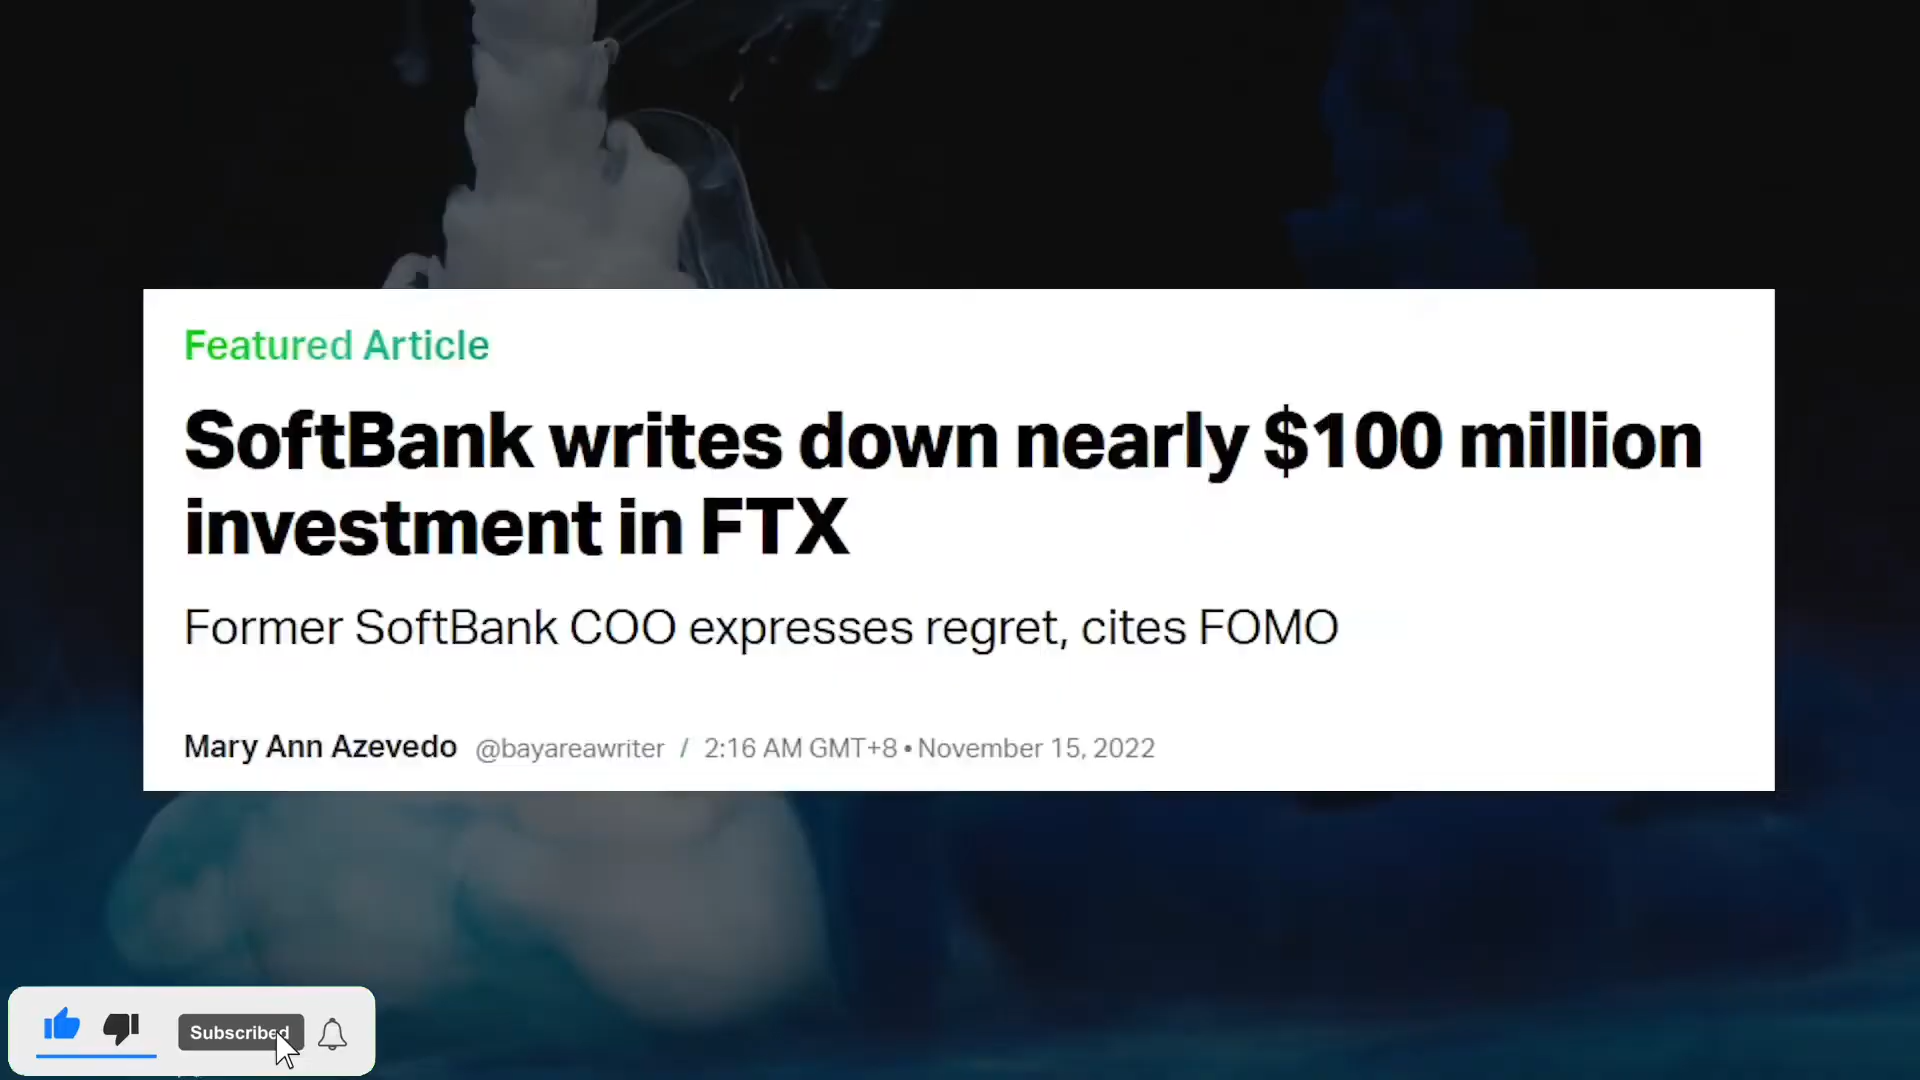 Featured Article
SoftBank writes down nearly $100 million
investment in FTX
Former SoftBank COO expresses regret, cites FOMO
Mary Ann Azevedo @bayareawriter / 2:16 AM GMT+8 • November 15, 2022
Subscribed